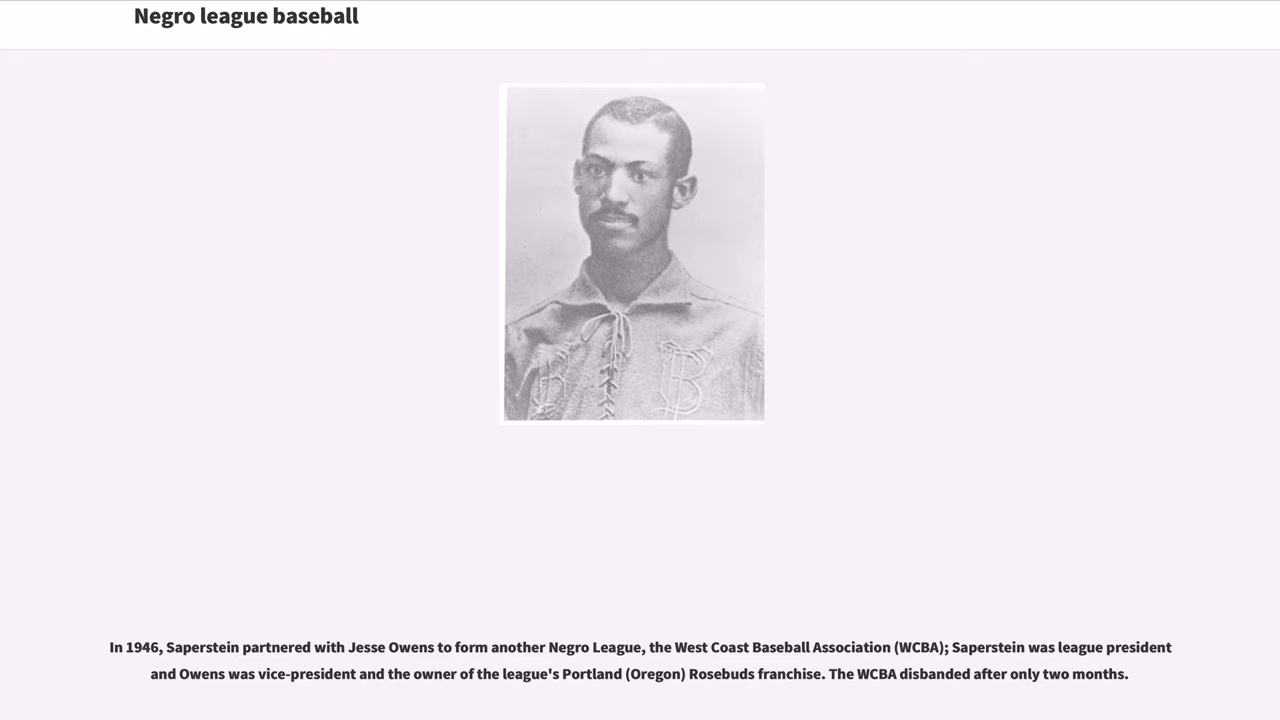 Negro league baseball
B B
In 1946, Saperstein partnered with Jesse Owens to form another Negro League, the West Coast Baseball Association (WCBA); Saperstein was league president
and Owens was vice-president and the owner of the league's Portland (Oregon) Rosebuds franchise. The WCBA disbanded after only two months.